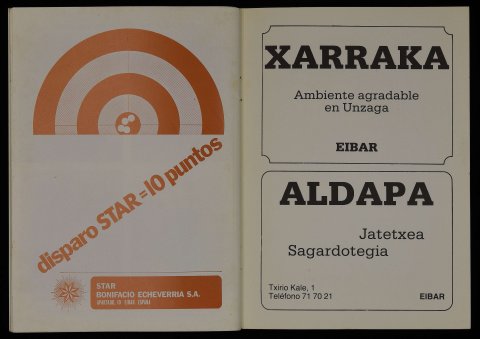 disparo STAR = 10 puntos
STAR
BONIFACIO ECHEVERRIA S.A.
XARRAKA
Ambiente agradable
en Unzaga
EIBAR
ALDAPA
Jatetxea
Sagardotegia
Txirio Kale, 1
Teléfono 71 70 21
EIBAR